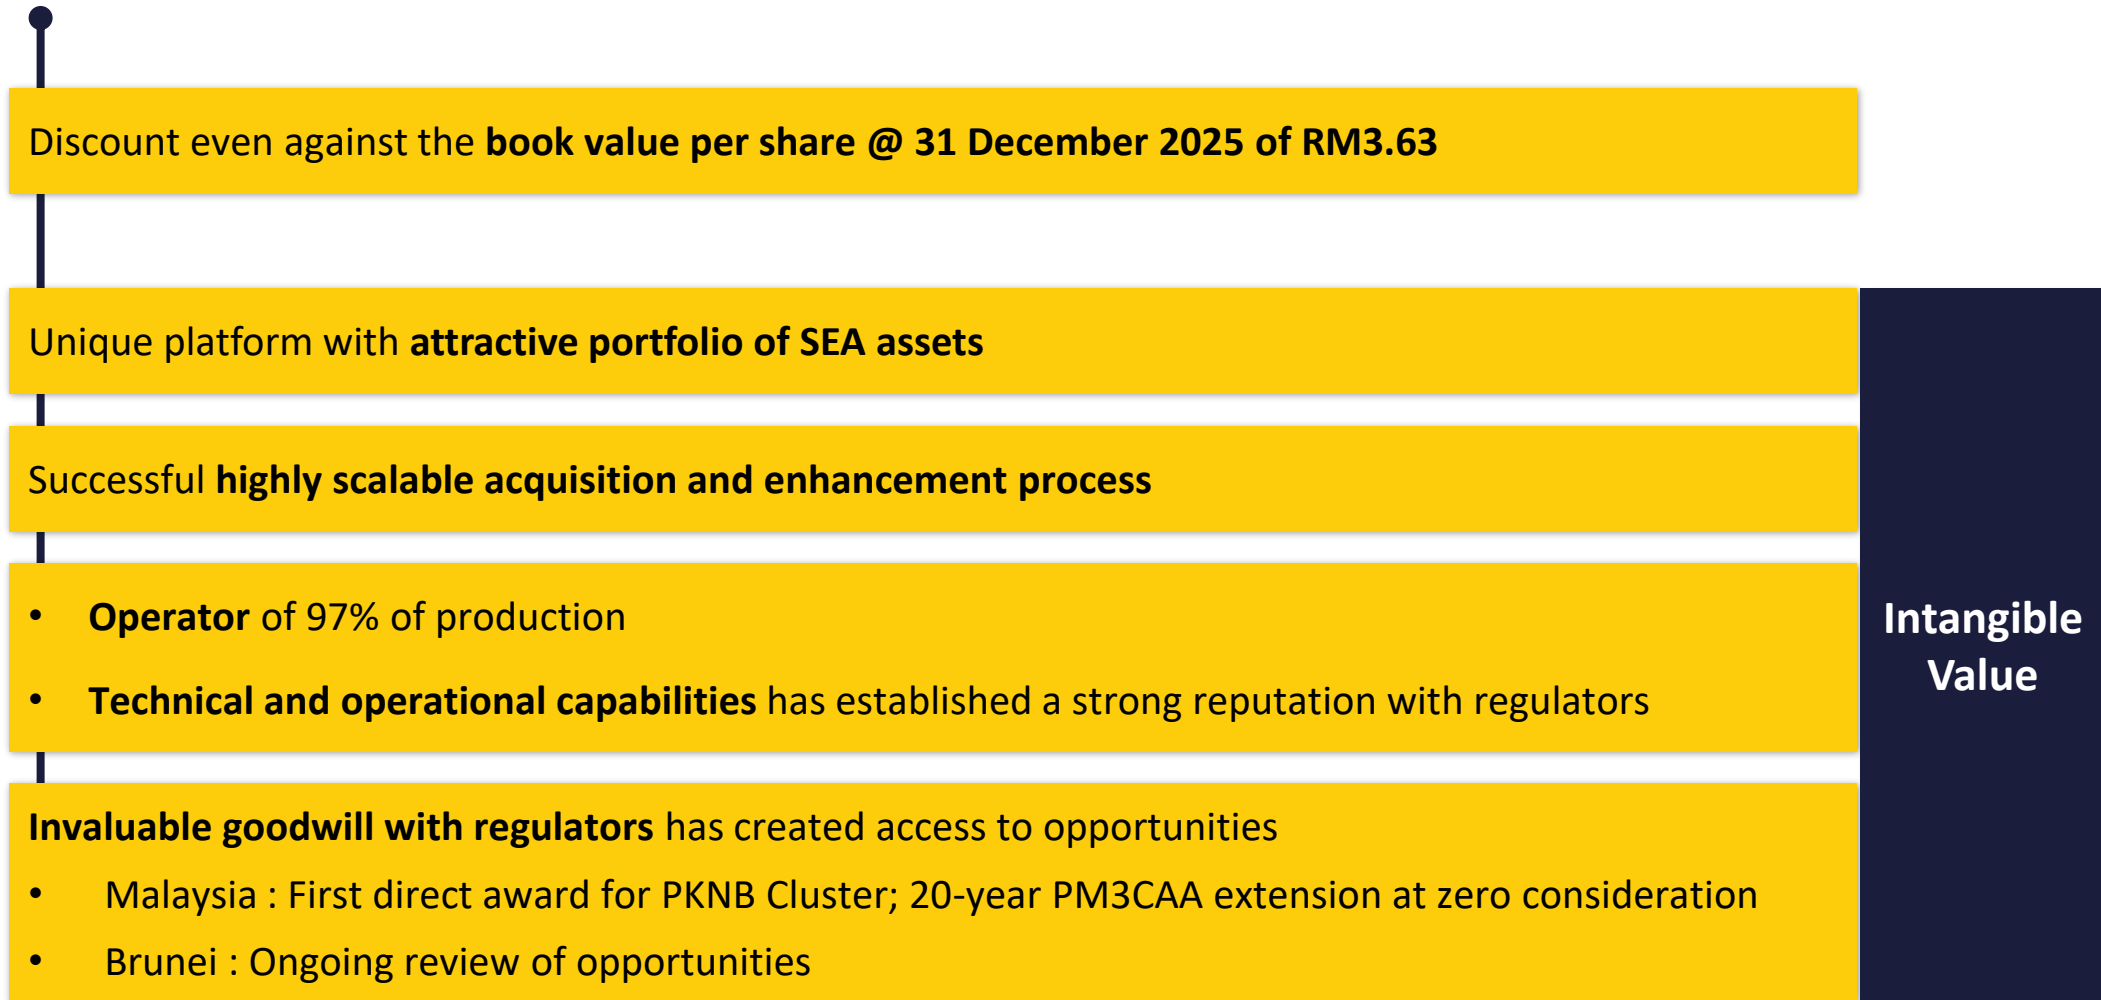 Discount even against the book value per share @ 31 December 2025 of RM3.63
Unique platform with attractive portfolio of SEA assets
Successful highly scalable acquisition and enhancement process
• Operator of 97% of production
• Technical and operational capabilities has established a strong reputation with regulators
Intangible
Value
Invaluable goodwill with regulators has created access to opportunities
• Malaysia : First direct award for PKNB Cluster; 20-year PM3CAA extension at zero consideration
• Brunei : Ongoing review of opportunities